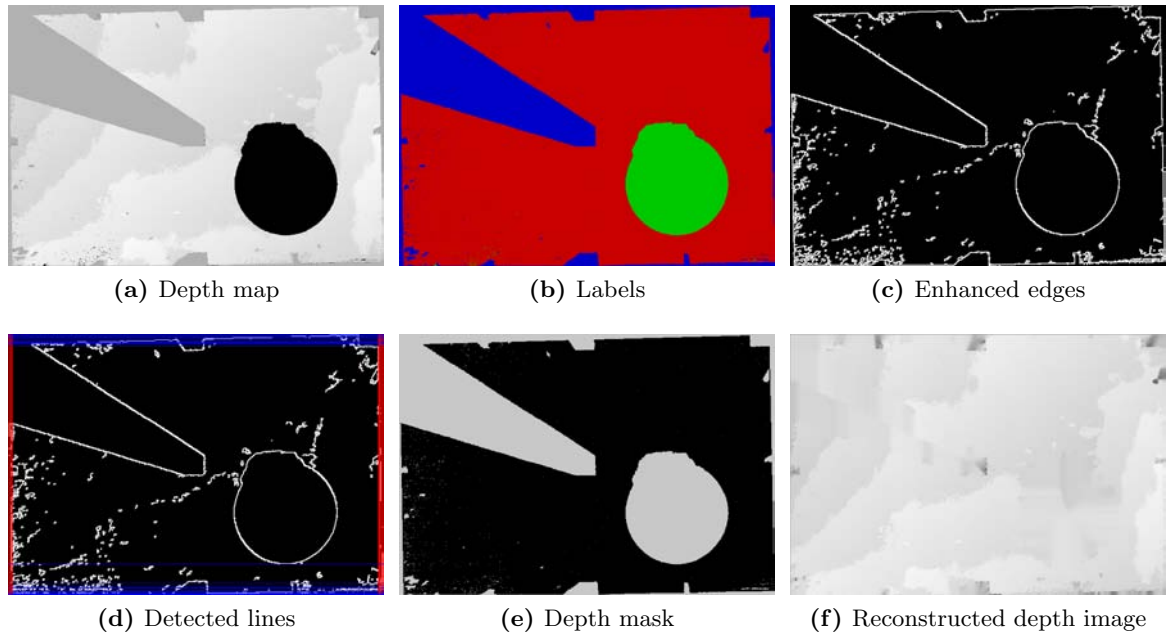 (a) Depth map
(b) Labels
(c) Enhanced edges
(d) Detected lines
(e) Depth mask
(f) Reconstructed depth image